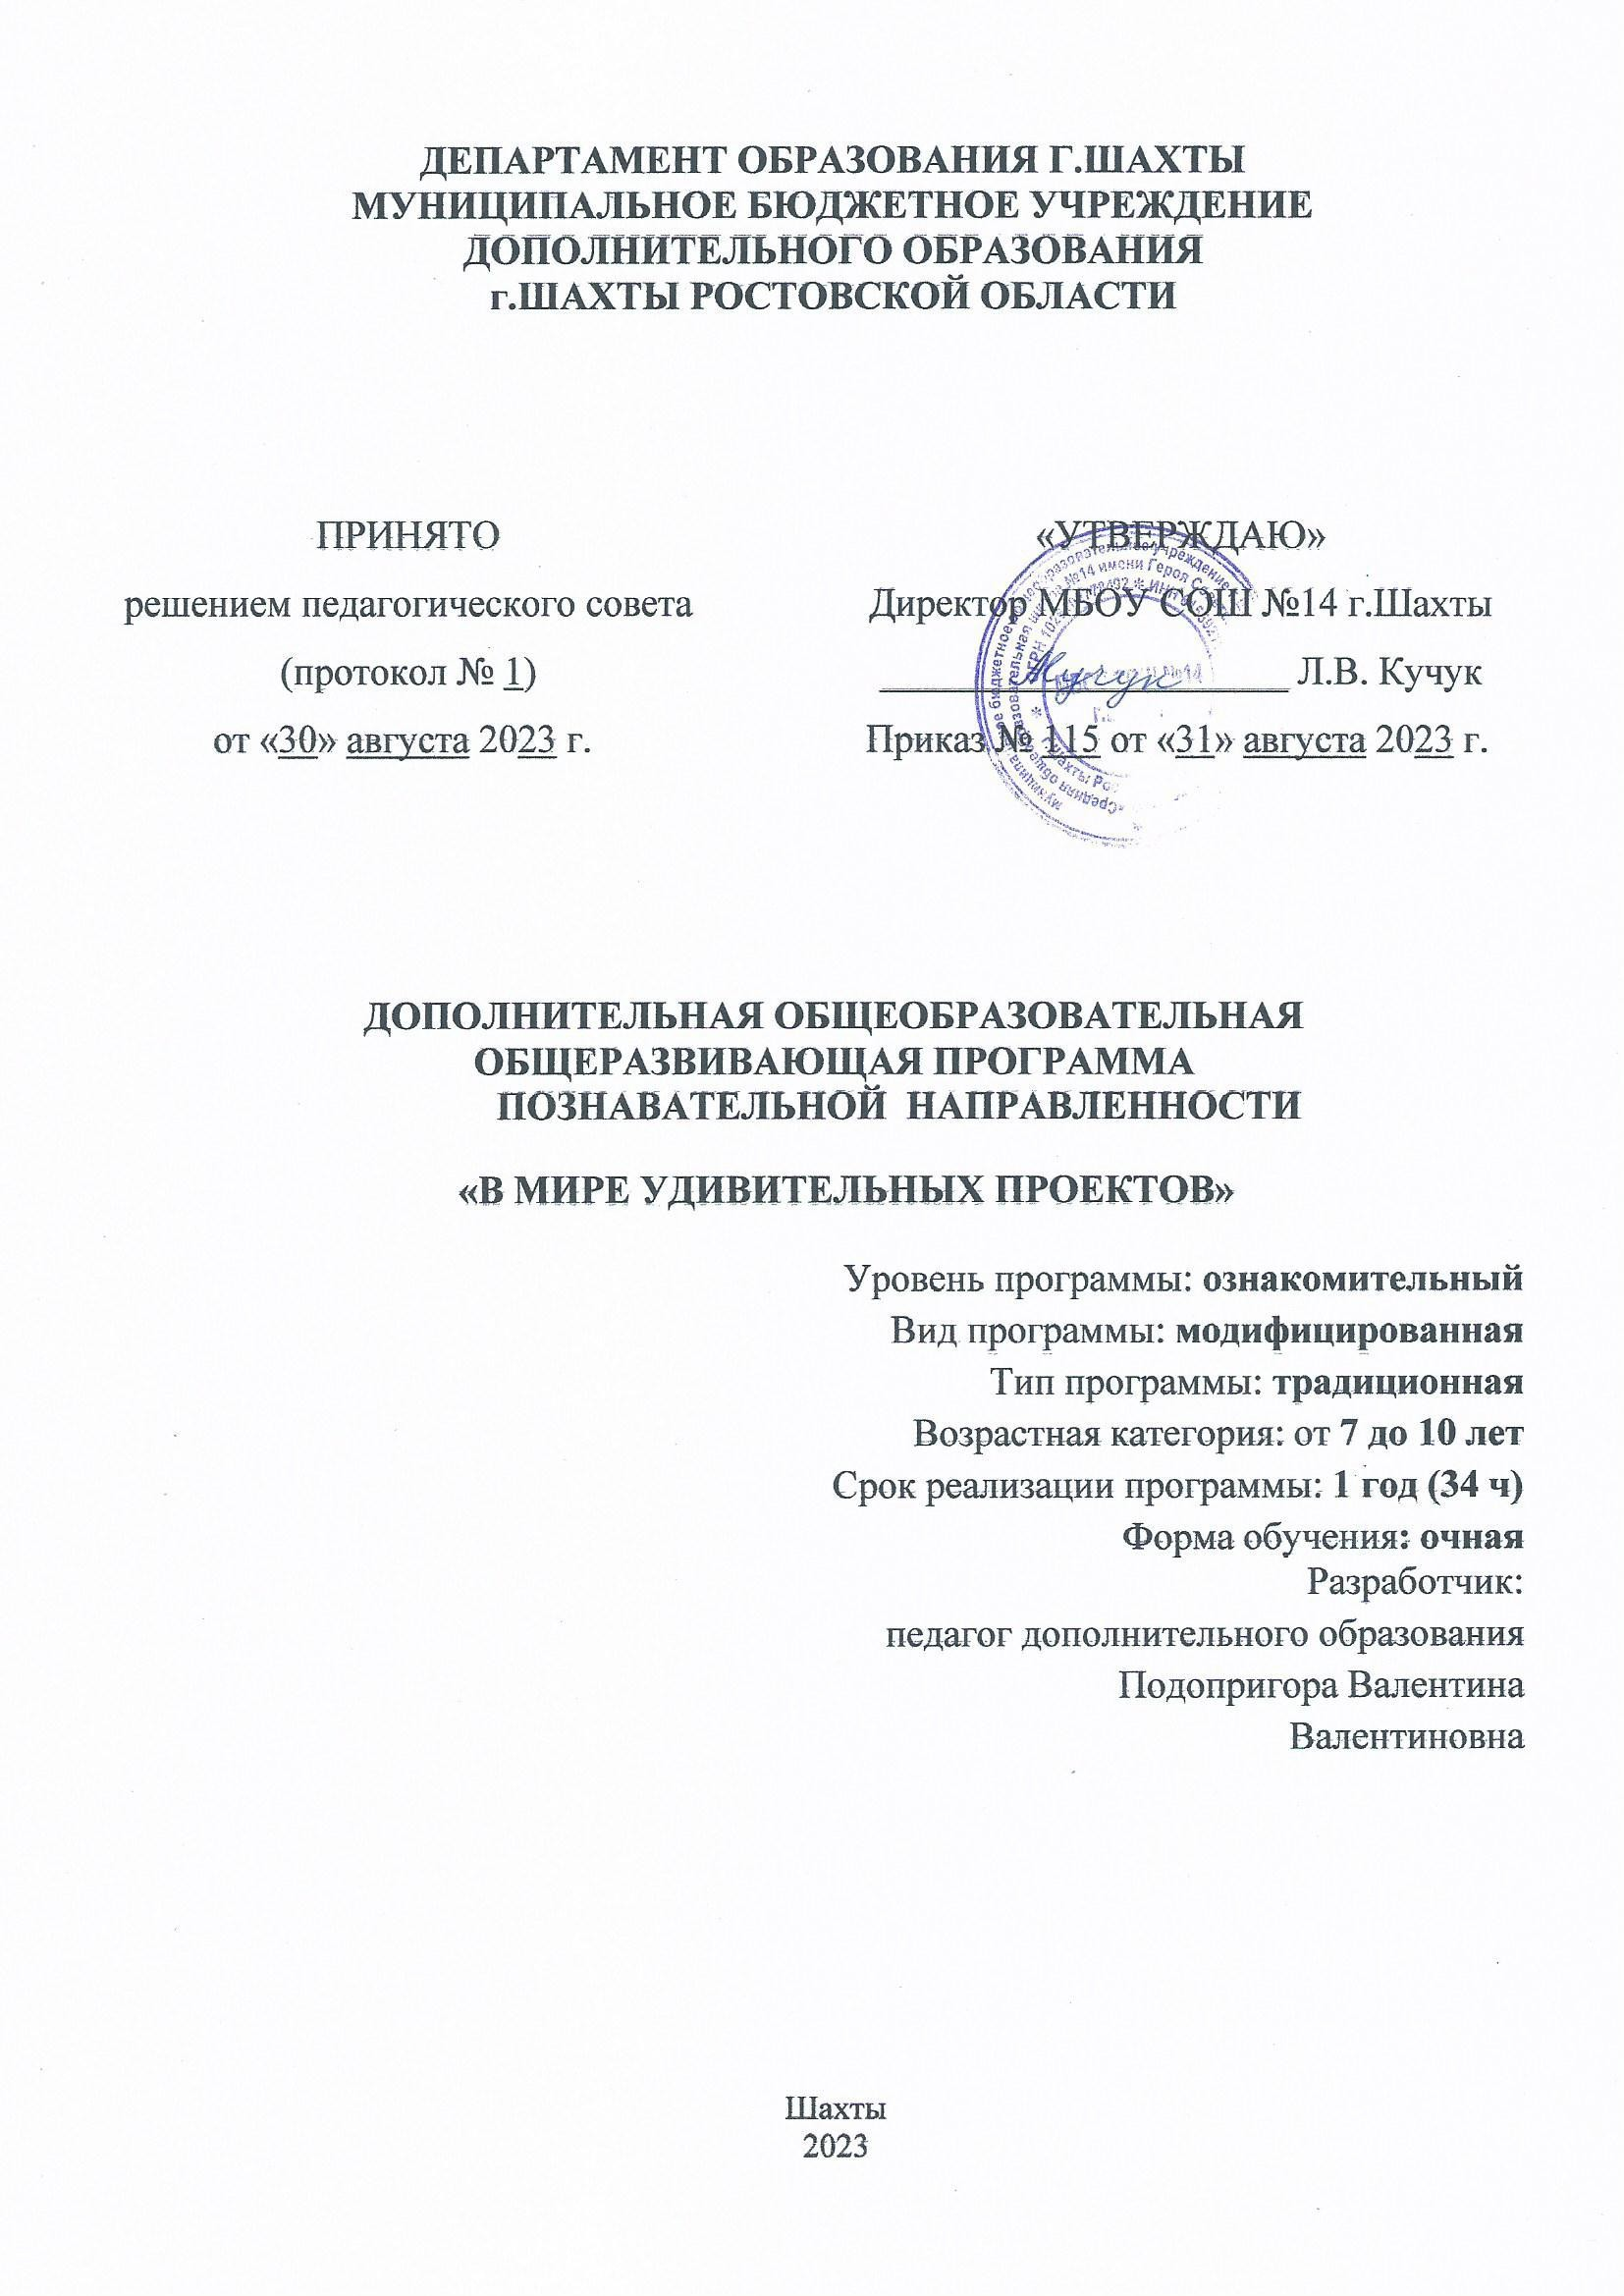 ДЕПАРТАМЕНТ ОБРАЗОВАНИЯ Г.ШАХТЫ
МУНИЦИПАЛЬНОЕ БЮДЖЕТНОЕ УЧРЕЖДЕНИЕ
ДОПОЛНИТЕЛЬНОГО ОБРАЗОВАНИЯ
г.ШАХТЫ РОСТОВСКОЙ ОБЛАСТИ
ПРИНЯТО
решением педагогического совета
(протокол № 1)
от «30» августа 2023 г.
«УТВЕРЖДАЮ»
Директор МБОУ СОШ №14 г.Шахты
Л.В. Кучук
Приказ № 115 от «31» августа 2023 г.
ДОПОЛНИТЕЛЬНАЯ ОБЩЕОБРАЗОВАТЕЛЬНАЯ
ОБЩЕРАЗВИВАЮЩАЯ ПРОГРАММА
ПОЗНАВАТЕЛЬНОЙ НАПРАВЛЕННОСТИ
«В МИРЕ УДИВИТЕЛЬНЫХ ПРОЕКТОВ»
Уровень программы: ознакомительный
Вид программы: модифицированная
Тип программы: традиционная
Возрастная категория: от 7 до 10 лет
Срок реализации программы: 1 год (34 ч)
Форма обучения: очная
Разработчик:
педагог дополнительного образования
Подопригора Валентина
Валентиновна
Шахты
2023